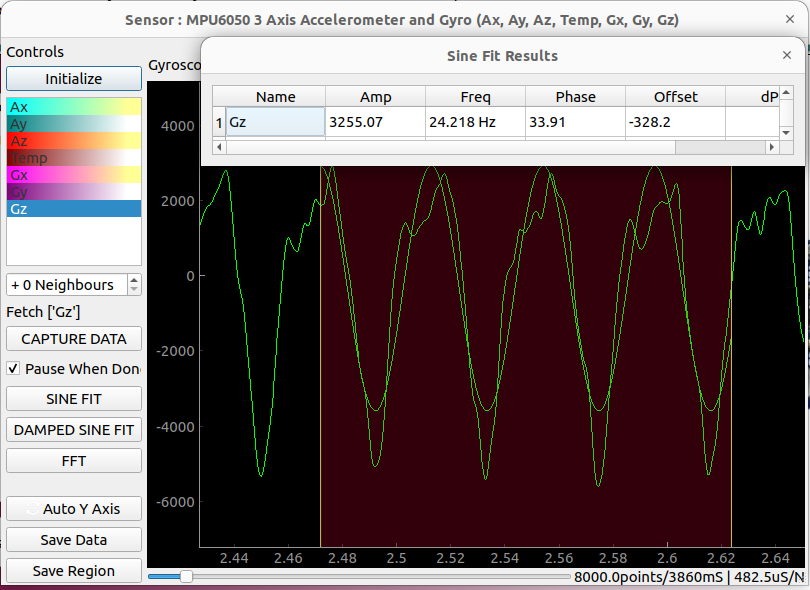 Sensor : MPU6050 3 Axis Accelerometer and Gyro (Ax, Ay, Az, Temp, Gx, Gy, Gz)
Controls
Initialize
Ax
Ay
Az
Temp
Gx
Gy
Gz
+ 0 Neighbours
Fetch ['Gz']
CAPTURE DATA
Pause When Don
SINE FIT
DAMPED SINE FIT
FFT
Auto Y Axis
Save Data
Save Region
Gyrosco
Sine Fit Results
Name Amp Freq Phase Offset dP
1 Gz 3255.07 24.218 Hz 33.91 -328.2
4000
2000
0
-2000
-4000
-6000
2.44 2.46 2.48 2.5 2.52 2.54 2.56 2.58 2.6 2.62 2.64
8000.0points/3860mS | 482.5uS/N